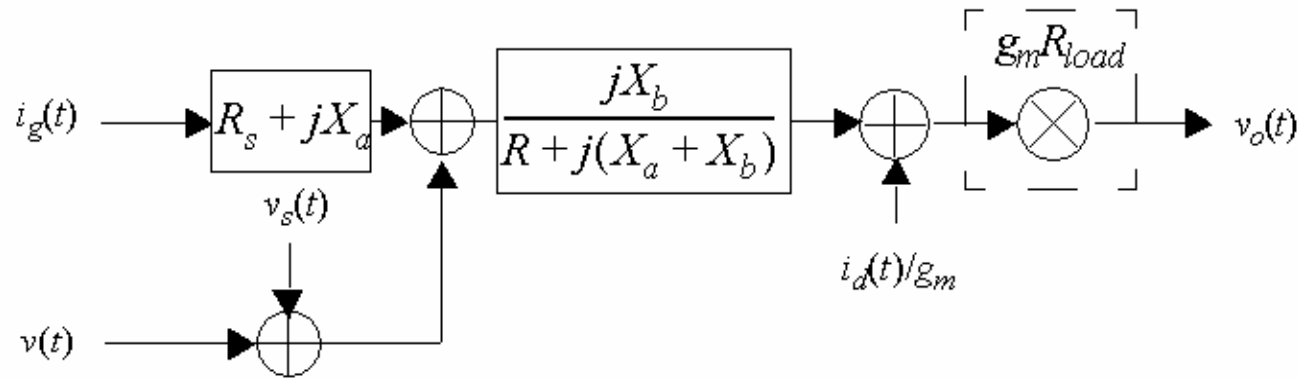 g_m R_load
i_g(t)
R_s + jX_a
jX_b
R + j(X_a + X_b)
v_o(t)
v_s(t)
i_d(t)/g_m
v(t)